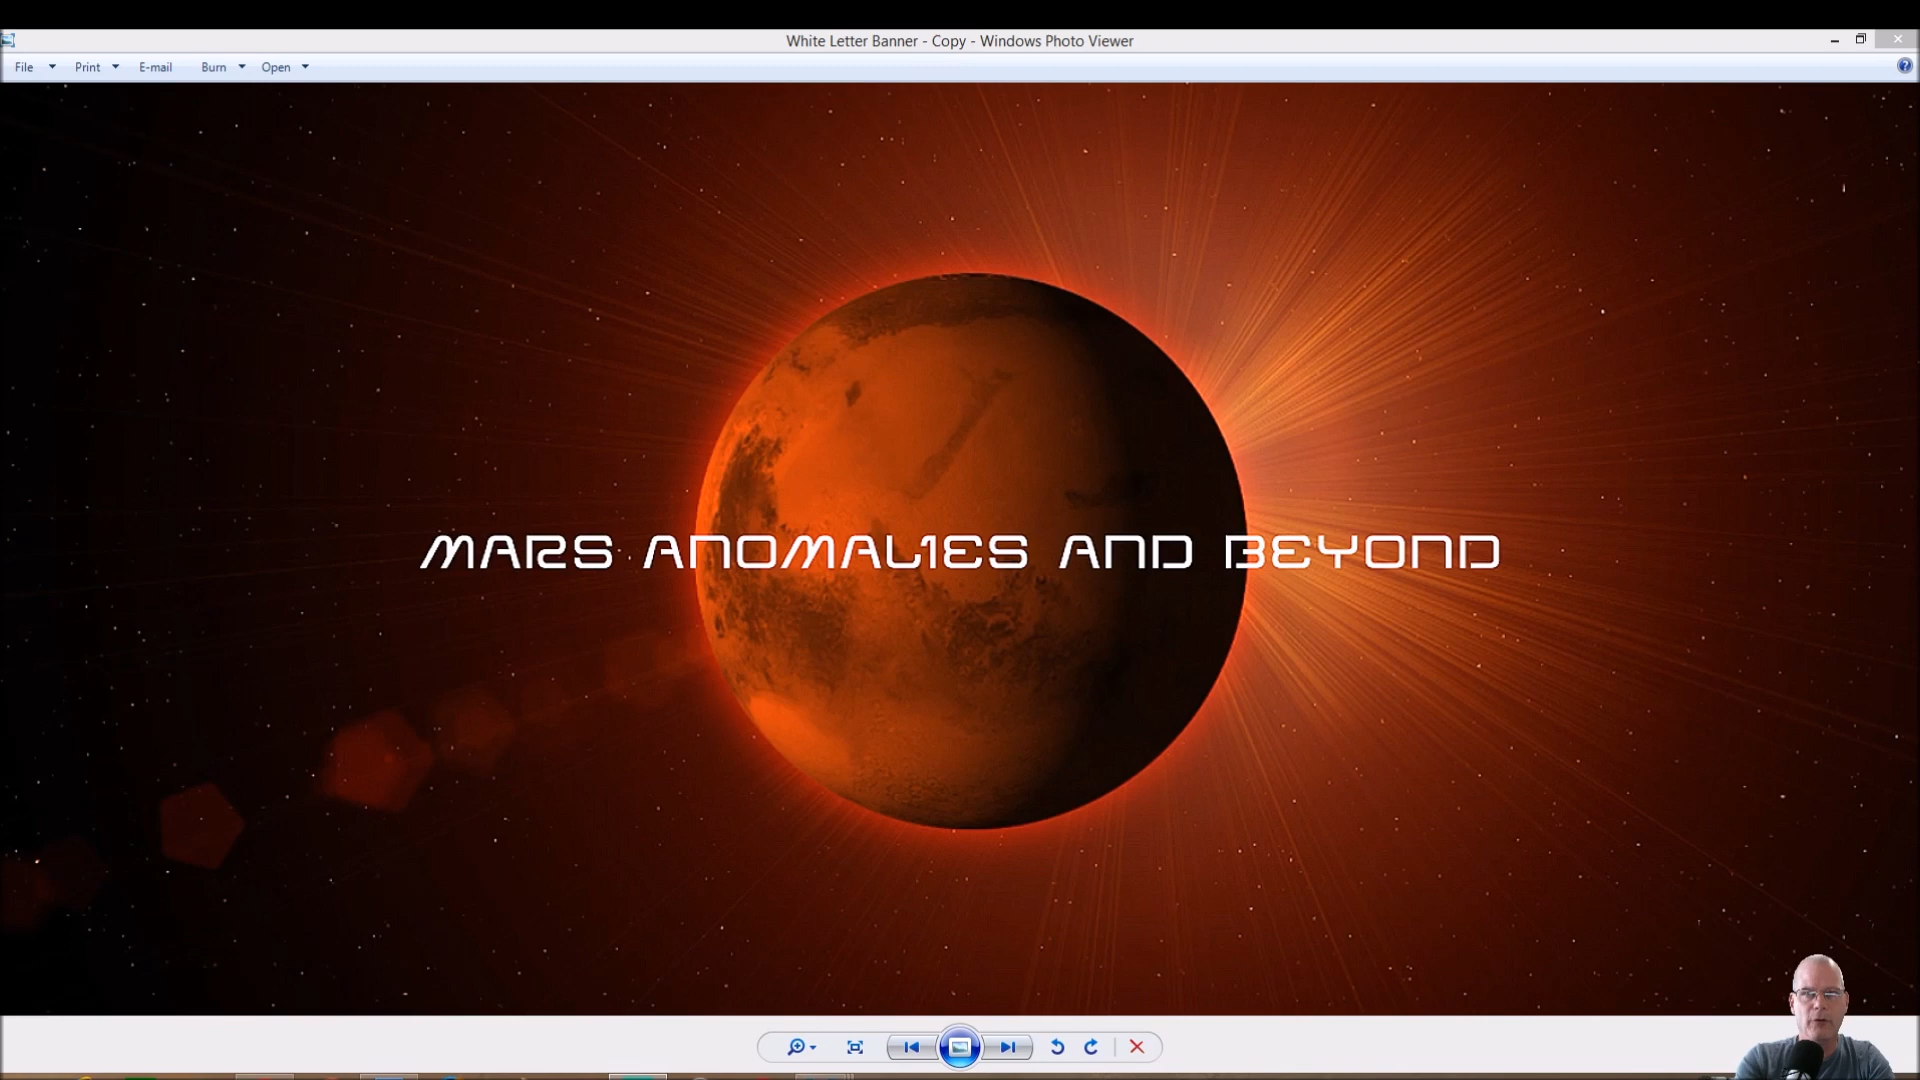 White Letter Banner - Copy - Windows Photo Viewer
File Print E-mail Burn Open
MARS ANOMALIES AND BEYOND